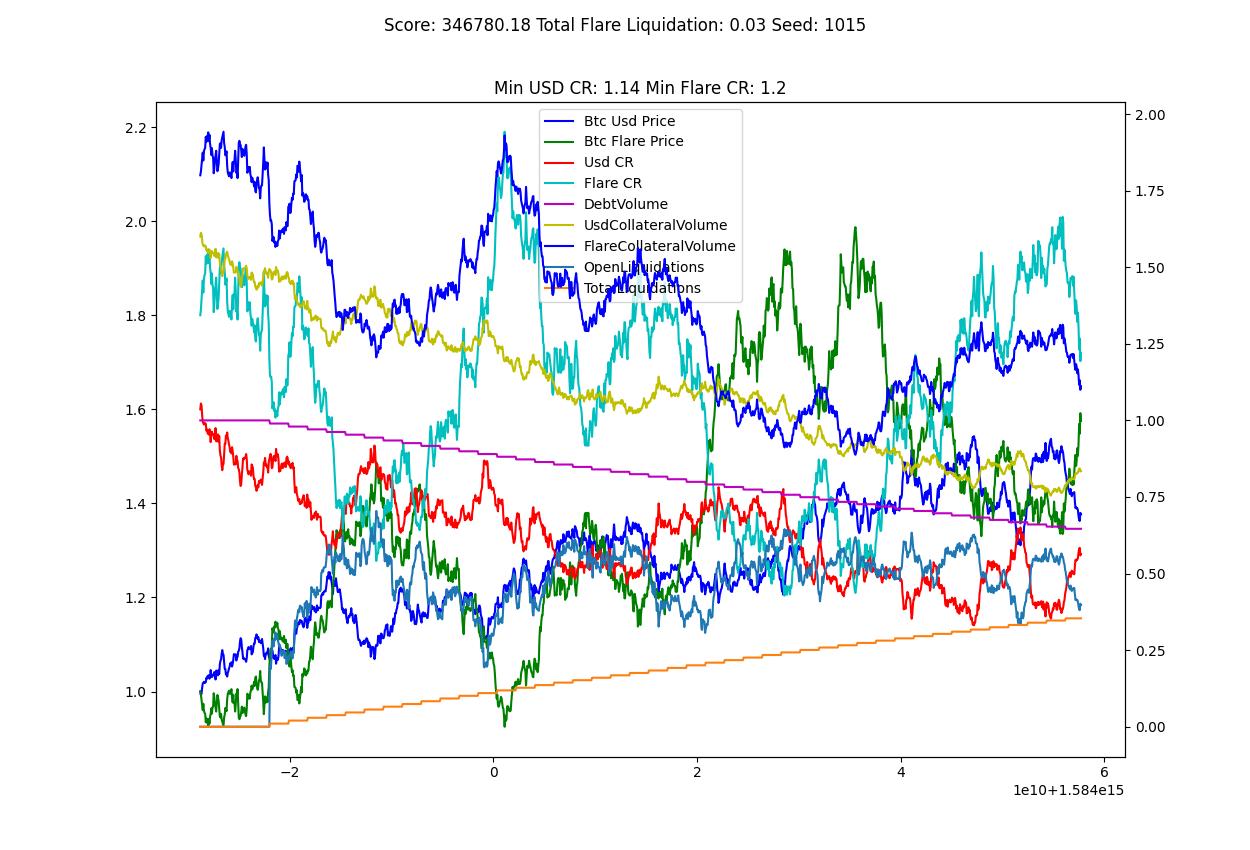 Score: 346780.18 Total Flare Liquidation: 0.03 Seed: 1015
Min USD CR: 1.14 Min Flare CR: 1.2
Btc Usd Price
Btc Flare Price
Usd CR
Flare CR
DebtVolume
UsdCollateralVolume
FlareCollateralVolume
OpenLiquidations
TotalLiquidations
2.2
2.0
1.8
1.6
1.4
1.2
1.0
2.00
1.75
1.50
1.25
1.00
0.75
0.50
0.25
0.00
−2 0 2 4 6
1e10+1.584e15